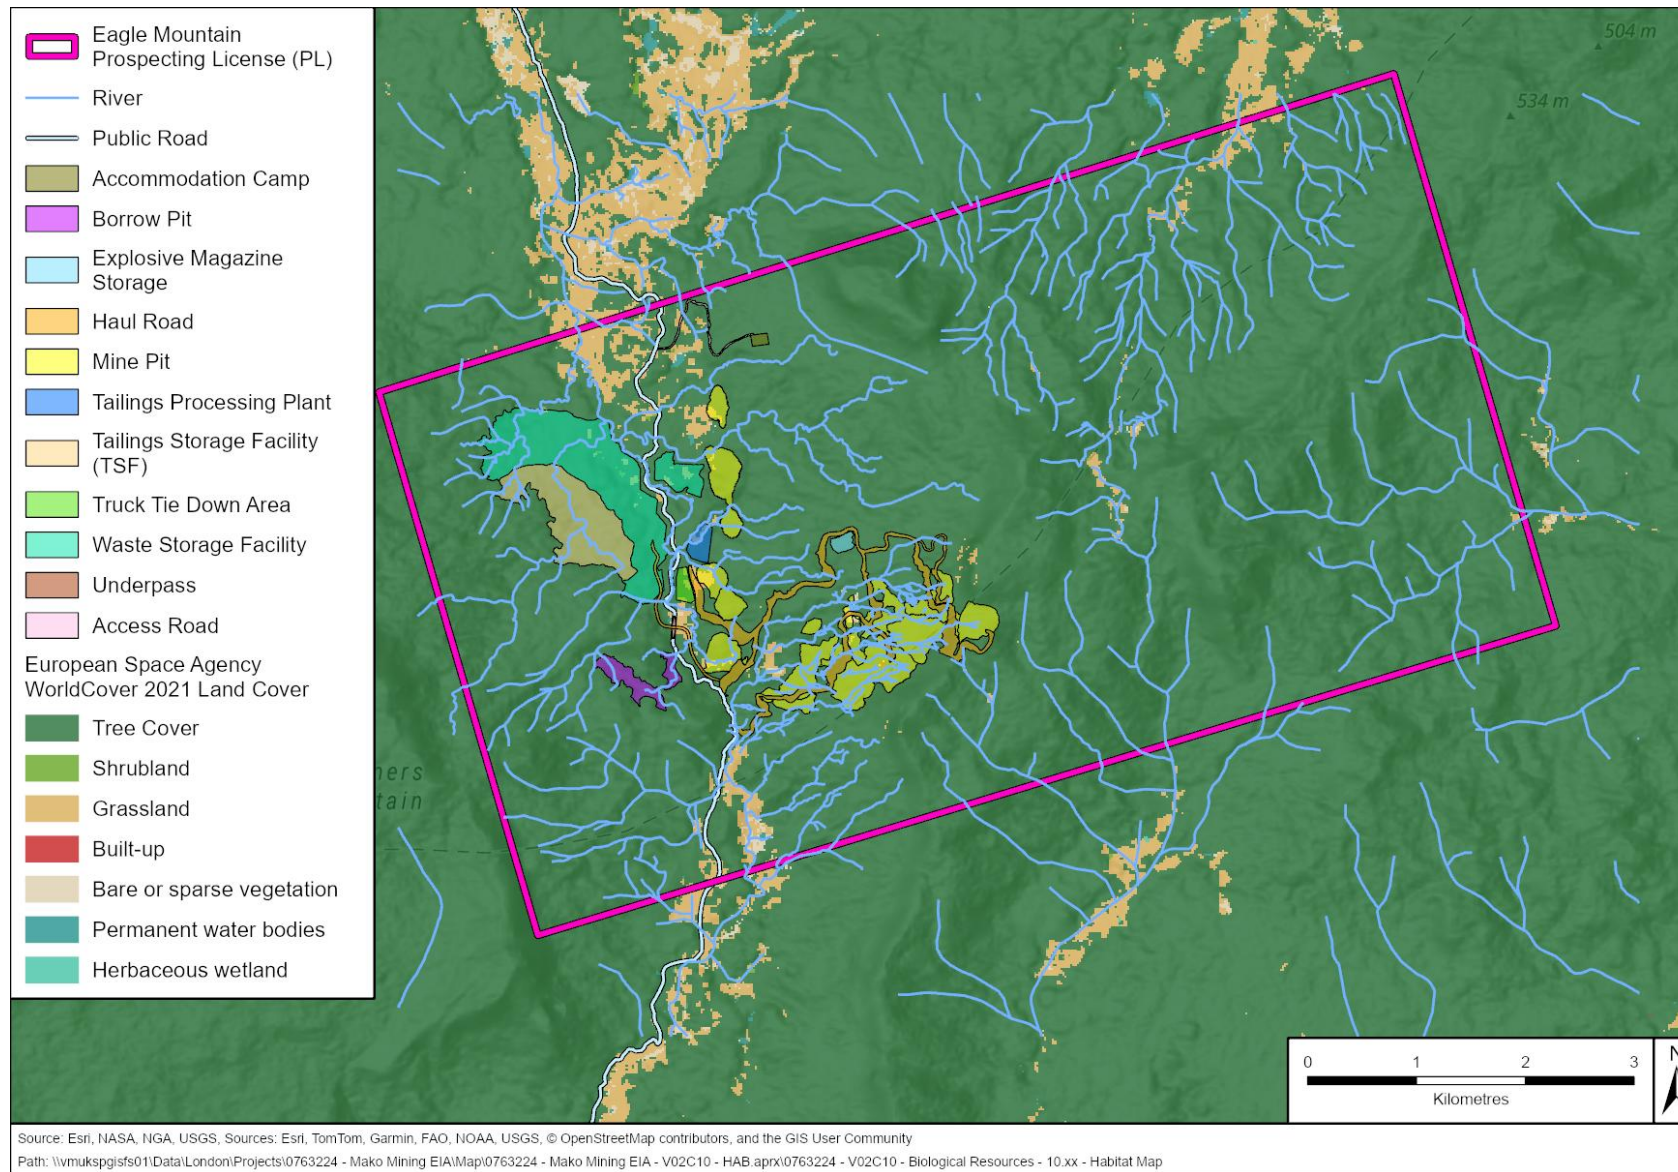 Eagle Mountain
Prospecting License (PL)
River
Public Road
Accommodation Camp
Borrow Pit
Explosive Magazine
Storage
Haul Road
Mine Pit
Tailings Processing Plant
Tailings Storage Facility
(TSF)
Truck Tie Down Area
Waste Storage Facility
Underpass
Access Road
European Space Agency
WorldCover 2021 Land Cover
Tree Cover
Shrubland
Grassland
Built-up
Bare or sparse vegetation
Permanent water bodies
Herbaceous wetland
504 m
534 m
ners
tain
0 1 2 3
Kilometres
N
Source: Esri, NASA, NGA, USGS, Sources: Esri, TomTom, Garmin, FAO, NOAA, USGS, © OpenStreetMap contributors, and the GIS User Community
Path: \\vmukspgisfs01\Data\London\Projects\0763224 - Mako Mining EIA\Map\0763224 - Mako Mining EIA - V02C10 - HAB.aprx\0763224 - V02C10 - Biological Resources - 10.xx - Habitat Map